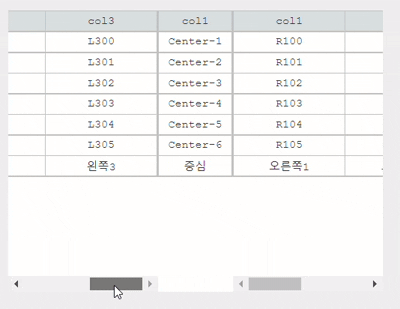 col3 col1 col1
L300 Center-1 R100
L301 Center-2 R101
L302 Center-3 R102
L303 Center-4 R103
L304 Center-5 R104
L305 Center-6 R105
왼쪽3 중심 오른쪽1